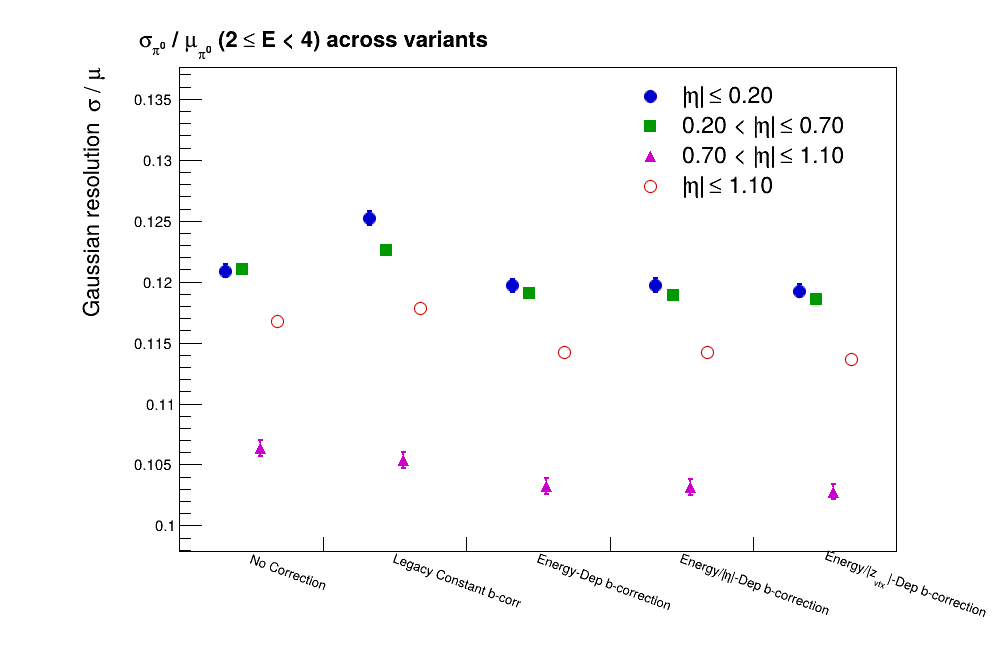 σπ⁰ / μπ⁰ (2 ≤ E < 4) across variants
Gaussian resolution σ / μ
0.135
0.13
0.125
0.12
0.115
0.11
0.105
0.1
|η| ≤ 0.20
0.20 < |η| ≤ 0.70
0.70 < |η| ≤ 1.10
|η| ≤ 1.10
No Correction
Legacy Constant b-corr
Energy-Dep b-correction
Energy/|η|-Dep b-correction
Energy/|z_vtx|-Dep b-correction